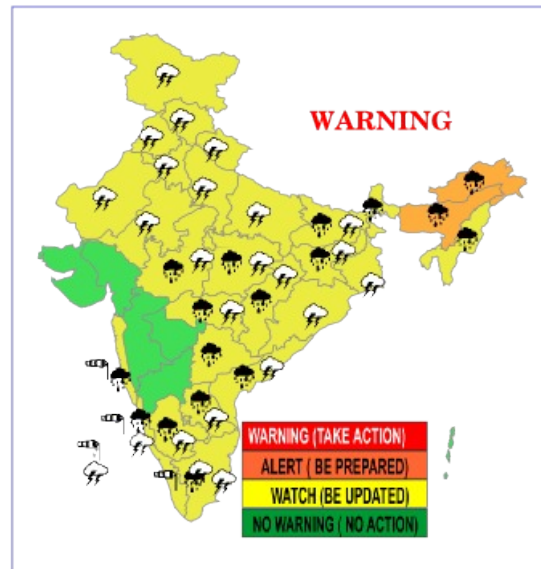 WARNING
WARNING (TAKE ACTION)
ALERT ( BE PREPARED)
WATCH (BE UPDATED)
NO WARNING ( NO ACTION)